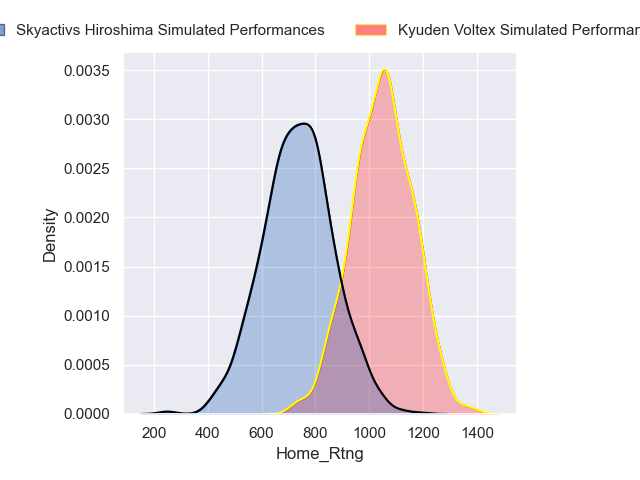 Skyactivs Hiroshima Simulated Performances
Kyuden Voltex Simulated
0.0035
0.0030
0.0025
0.0020
0.0015
0.0010
0.0005
0.0000
Density
200 400 600 800 1000 1200 1400
Home_Rtng